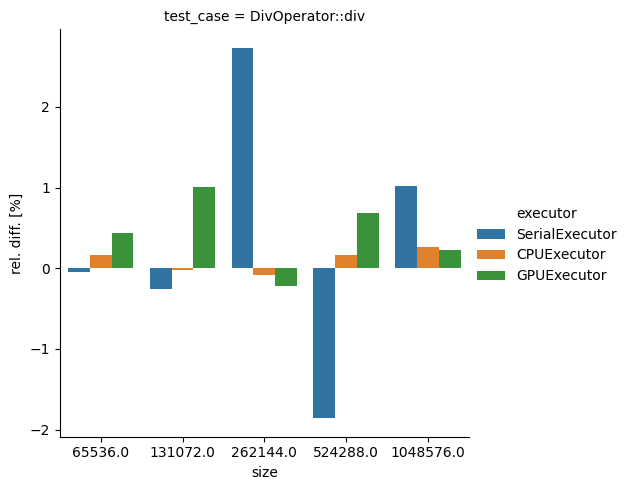 test_case = DivOperator::div
rel. diff. [%]
2
1
0
−1
−2
65536.0 131072.0 262144.0 524288.0 1048576.0
size
executor
SerialExecutor
CPUExecutor
GPUExecutor